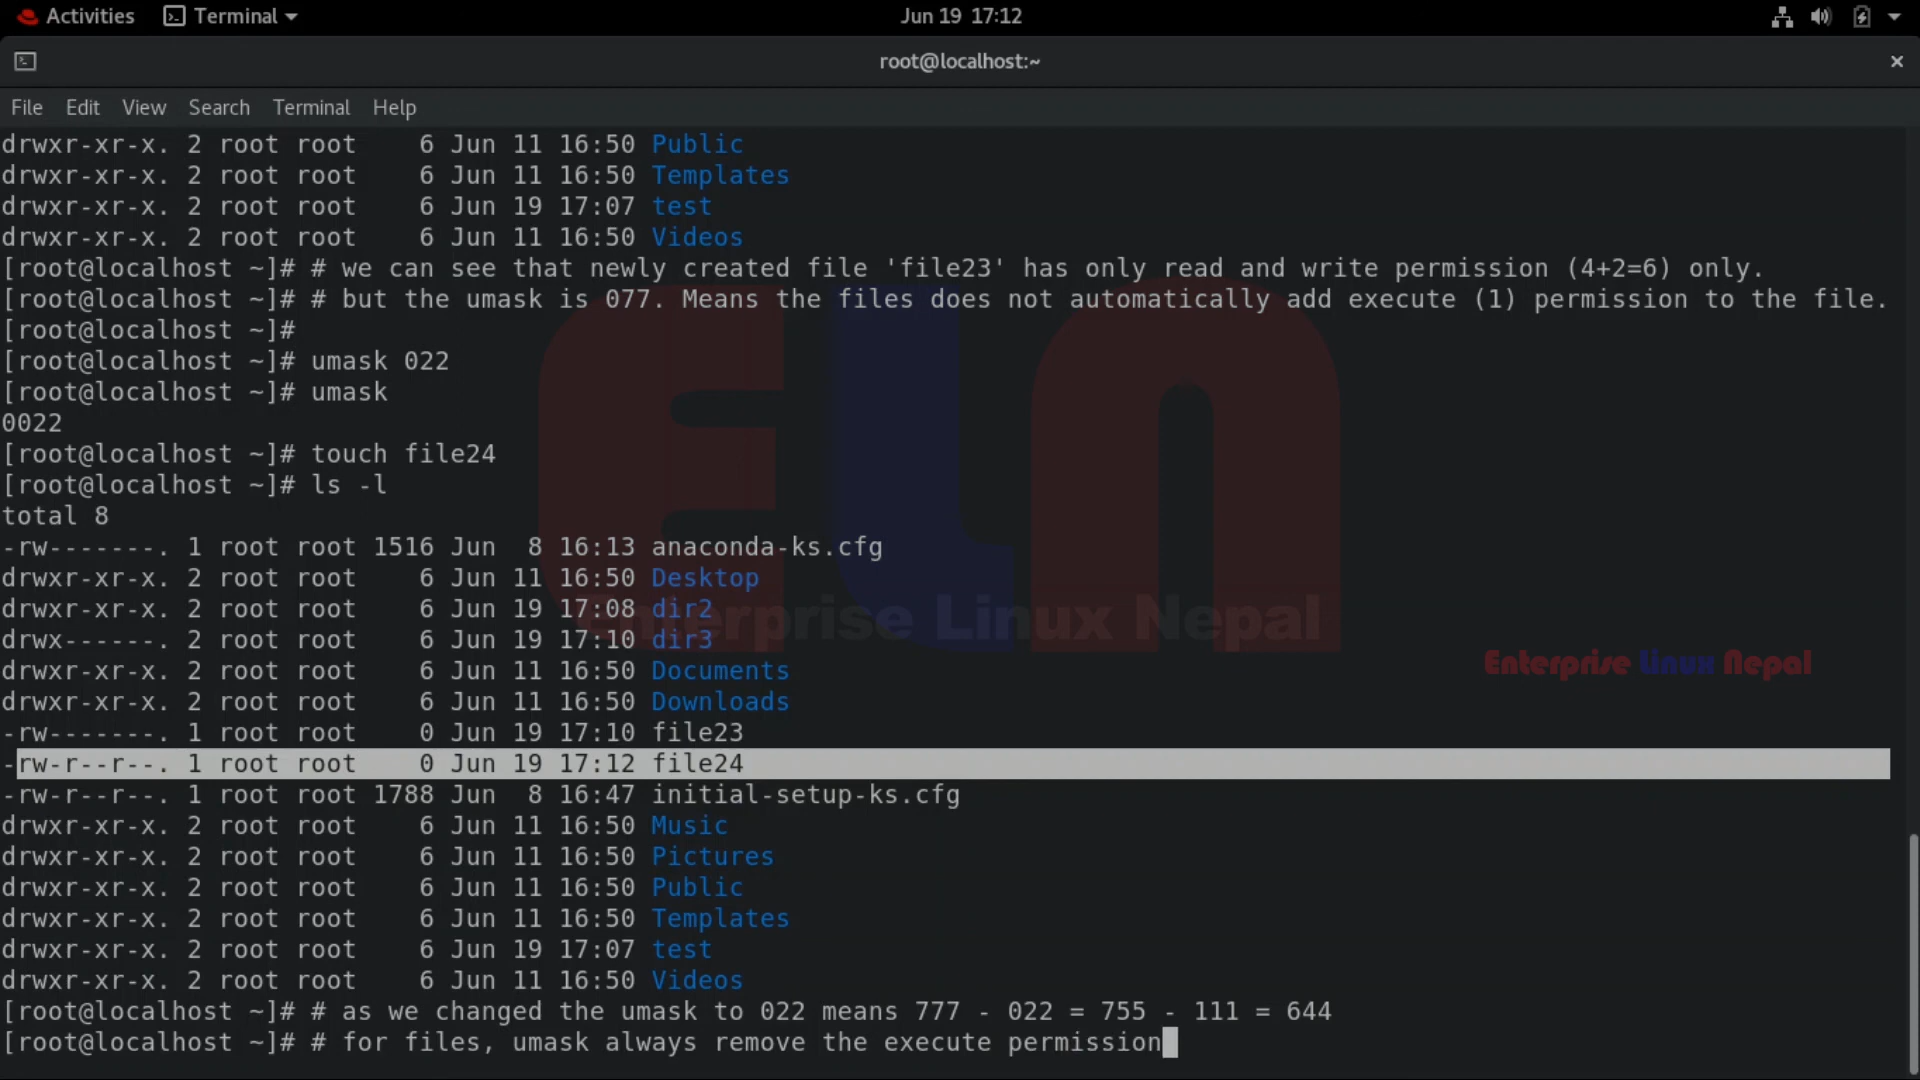 Activities Terminal Jun 19 17:12
root@localhost:~
File Edit View Search Terminal Help
drwxr-xr-x. 2 root root    6 Jun 11 16:50 Public
drwxr-xr-x. 2 root root    6 Jun 11 16:50 Templates
drwxr-xr-x. 2 root root    6 Jun 19 17:07 test
drwxr-xr-x. 2 root root    6 Jun 11 16:50 Videos
[root@localhost ~]# # we can see that newly created file 'file23' has only read and write permission (4+2=6) only.
[root@localhost ~]# # but the umask is 077. Means the files does not automatically add execute (1) permission to the file.
[root@localhost ~]#
[root@localhost ~]# umask 022
[root@localhost ~]# umask
0022
[root@localhost ~]# touch file24
[root@localhost ~]# ls -l
total 8
-rw-------. 1 root root 1516 Jun  8 16:13 anaconda-ks.cfg
drwxr-xr-x. 2 root root    6 Jun 11 16:50 Desktop
drwxr-xr-x. 2 root root    6 Jun 19 17:08 dir2
drwx------. 2 root root    6 Jun 19 17:10 dir3
drwxr-xr-x. 2 root root    6 Jun 11 16:50 Documents
drwxr-xr-x. 2 root root    6 Jun 11 16:50 Downloads
-rw-------. 1 root root    0 Jun 19 17:10 file23
-rw-r--r--. 1 root root    0 Jun 19 17:12 file24
-rw-r--r--. 1 root root 1788 Jun  8 16:47 initial-setup-ks.cfg
drwxr-xr-x. 2 root root    6 Jun 11 16:50 Music
drwxr-xr-x. 2 root root    6 Jun 11 16:50 Pictures
drwxr-xr-x. 2 root root    6 Jun 11 16:50 Public
drwxr-xr-x. 2 root root    6 Jun 11 16:50 Templates
drwxr-xr-x. 2 root root    6 Jun 19 17:07 test
drwxr-xr-x. 2 root root    6 Jun 11 16:50 Videos
[root@localhost ~]# # as we changed the umask to 022 means 777 - 022 = 755 - 111 = 644
[root@localhost ~]# # for files, umask always remove the execute permission
ELN
Enterprise Linux Nepal
Enterprise Linux Nepal